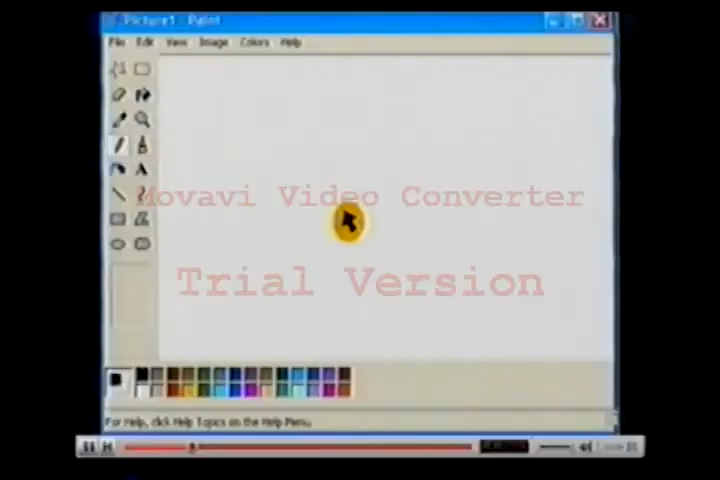 Picture1 - Paint
File Edit View Image Colors Help
A
Movavi Video Converter
Trial Version
For Help, click Help Topics on the Help Menu.